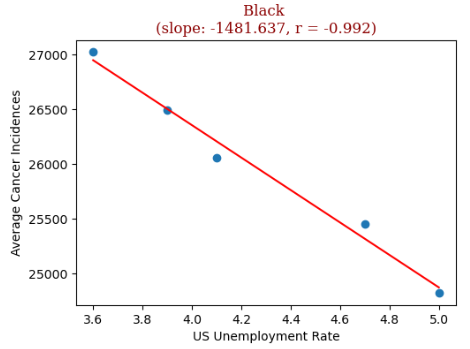 Black
(slope: -1481.637, r = -0.992)
27000
26500
26000
25500
25000
Average Cancer Incidences
3.6 3.8 4.0 4.2 4.4 4.6 4.8 5.0
US Unemployment Rate